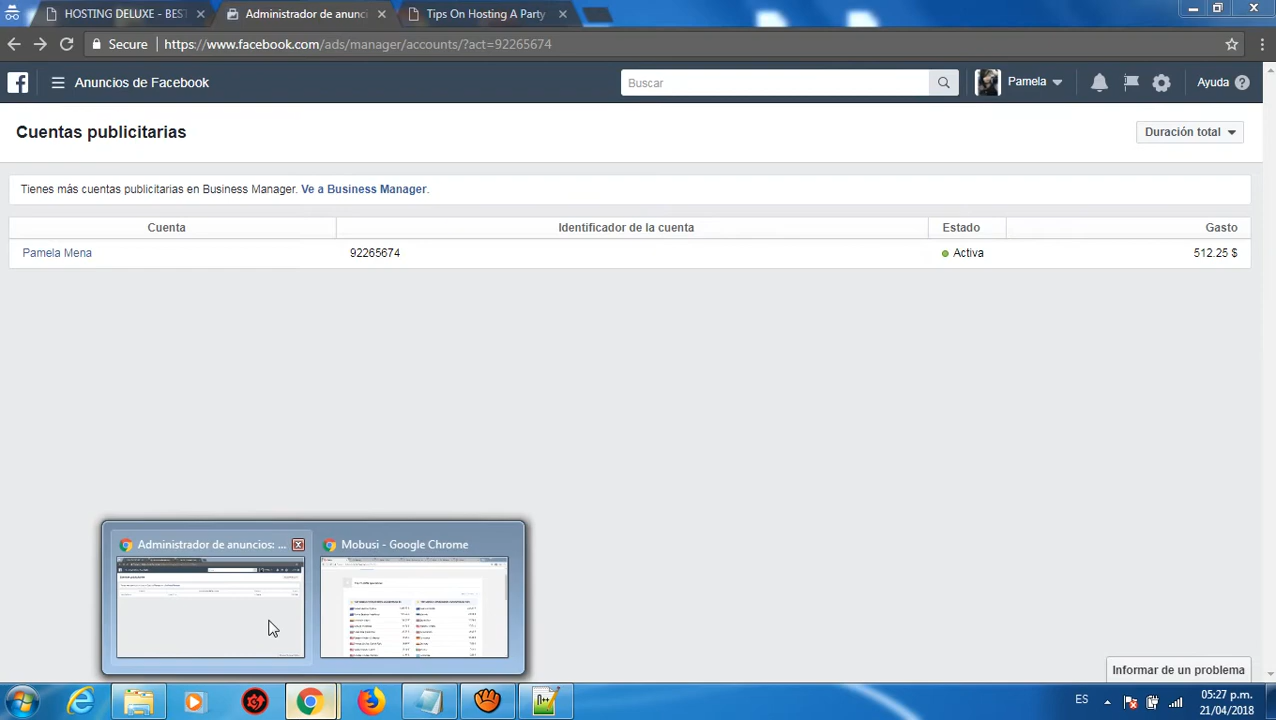 HOSTING DELUXE - BEST
Administrador de anunci
Tips On Hosting A Party
Secure
https://www.facebook.com/ads/manager/accounts/?act=92265674
Anuncios de Facebook
Buscar
Pamela
Ayuda
Cuentas publicitarias
Duración total
Tienes más cuentas publicitarias en Business Manager. Ve a Business Manager.
Cuenta Identificador de la cuenta Estado Gasto
Pamela Mena 92265674 Activa 512.25 $
Administrador de anuncios: ...
Mobusi - Google Chrome
Informar de un problema
ES
05:27 p.m.
21/04/2018